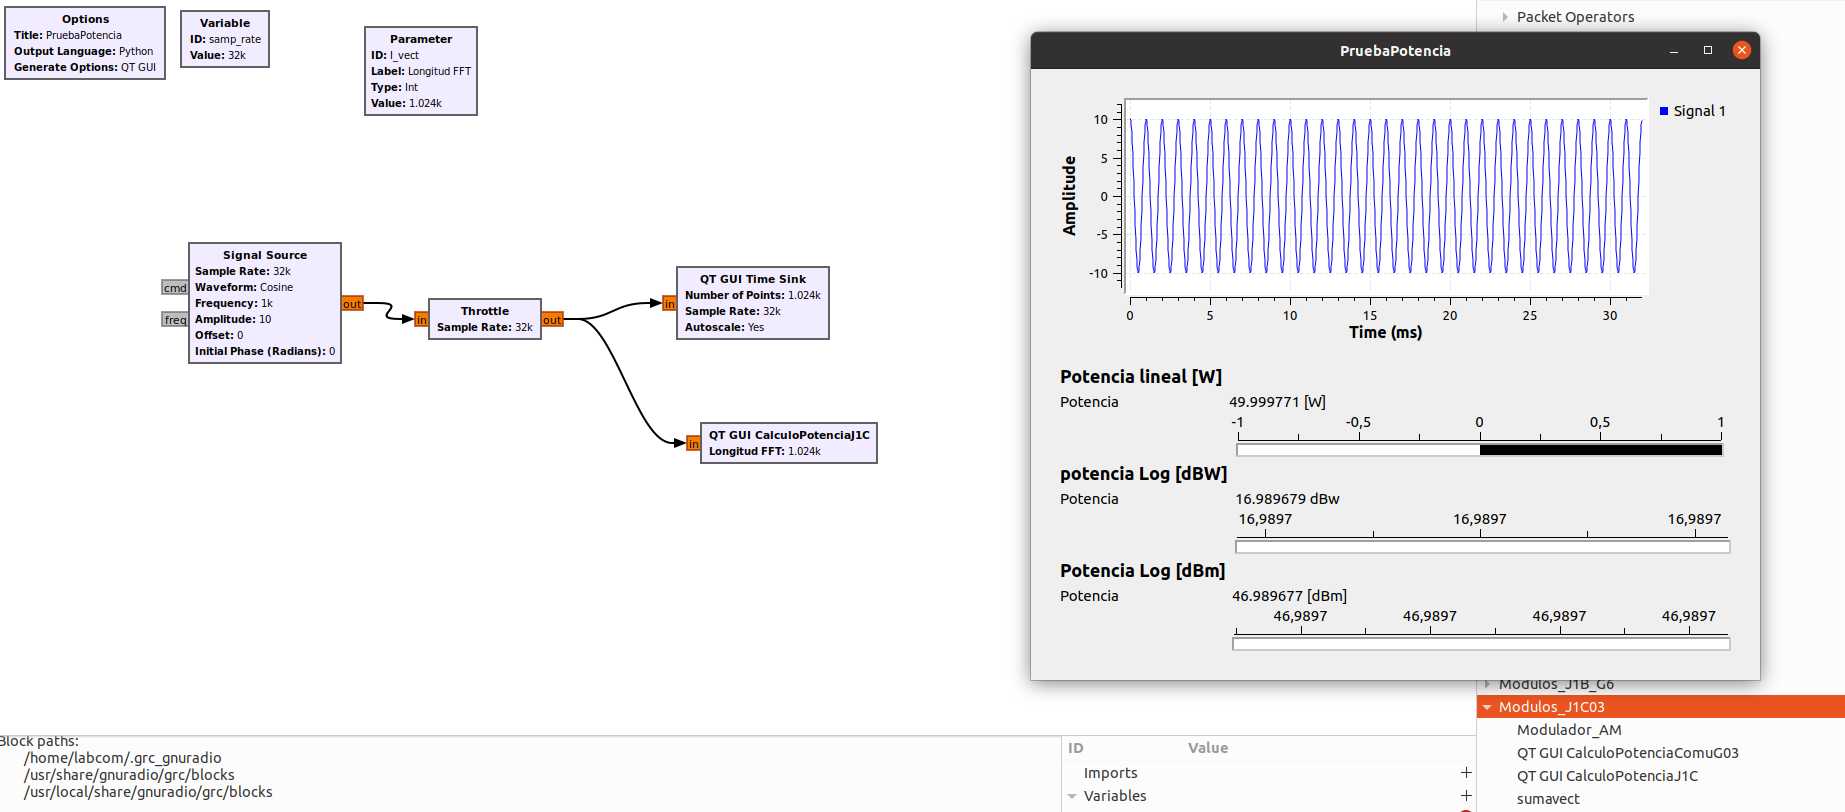 Options
Title: PruebaPotencia
Output Language: Python
Generate Options: QT GUI
Variable
ID: samp_rate
Value: 32k
Parameter
ID: l_vect
Label: Longitud FFT
Type: Int
Value: 1.024k
Signal Source
Sample Rate: 32k
Waveform: Cosine
Frequency: 1k
Amplitude: 10
Offset: 0
Initial Phase (Radians): 0
cmd
freq
out
in
Throttle
Sample Rate: 32k
out
in
QT GUI Time Sink
Number of Points: 1.024k
Sample Rate: 32k
Autoscale: Yes
in
QT GUI CalculoPotenciaJ1C
Longitud FFT: 1.024k
Packet Operators
PruebaPotencia
Signal 1
Amplitude
10
5
0
-5
-10
0 5 10 15 20 25 30
Time (ms)
Potencia lineal [W]
Potencia 49.999771 [W]
-1 -0,5 0 0,5 1
potencia Log [dBW]
Potencia 16.989679 dBw
16,9897 16,9897 16,9897
Potencia Log [dBm]
Potencia 46.989677 [dBm]
46,9897 46,9897 46,9897 46,9897
Modulos_J1B_G6
Modulos_J1C03
Modulador_AM
QT GUI CalculoPotenciaComuG03
QT GUI CalculoPotenciaJ1C
sumavect
Block paths:
/home/labcom/.grc_gnuradio
/usr/share/gnuradio/grc/blocks
/usr/local/share/gnuradio/grc/blocks
ID Value
Imports
Variables